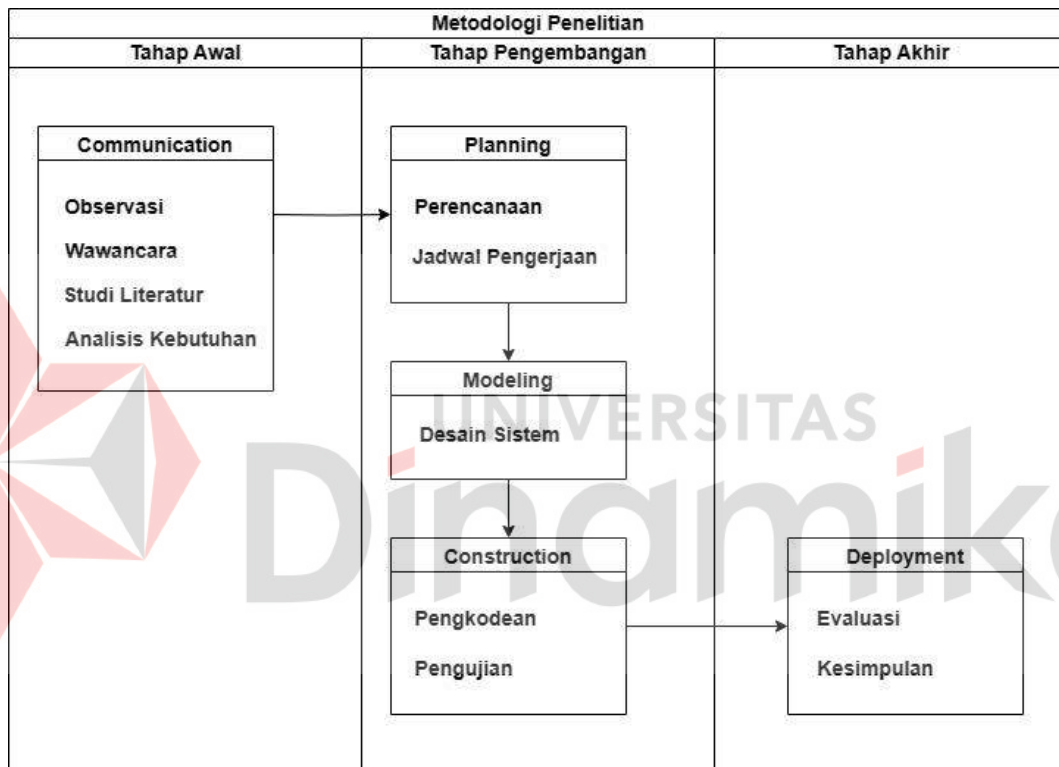 Metodologi Penelitian
Tahap Awal
Tahap Pengembangan
Tahap Akhir
Communication
Observasi
Wawancara
Studi Literatur
Analisis Kebutuhan
Planning
Perencanaan
Jadwal Pengerjaan
Modeling
Desain Sistem
Construction
Pengkodean
Pengujian
Deployment
Evaluasi
Kesimpulan
UNIVERSITAS
Dinamika